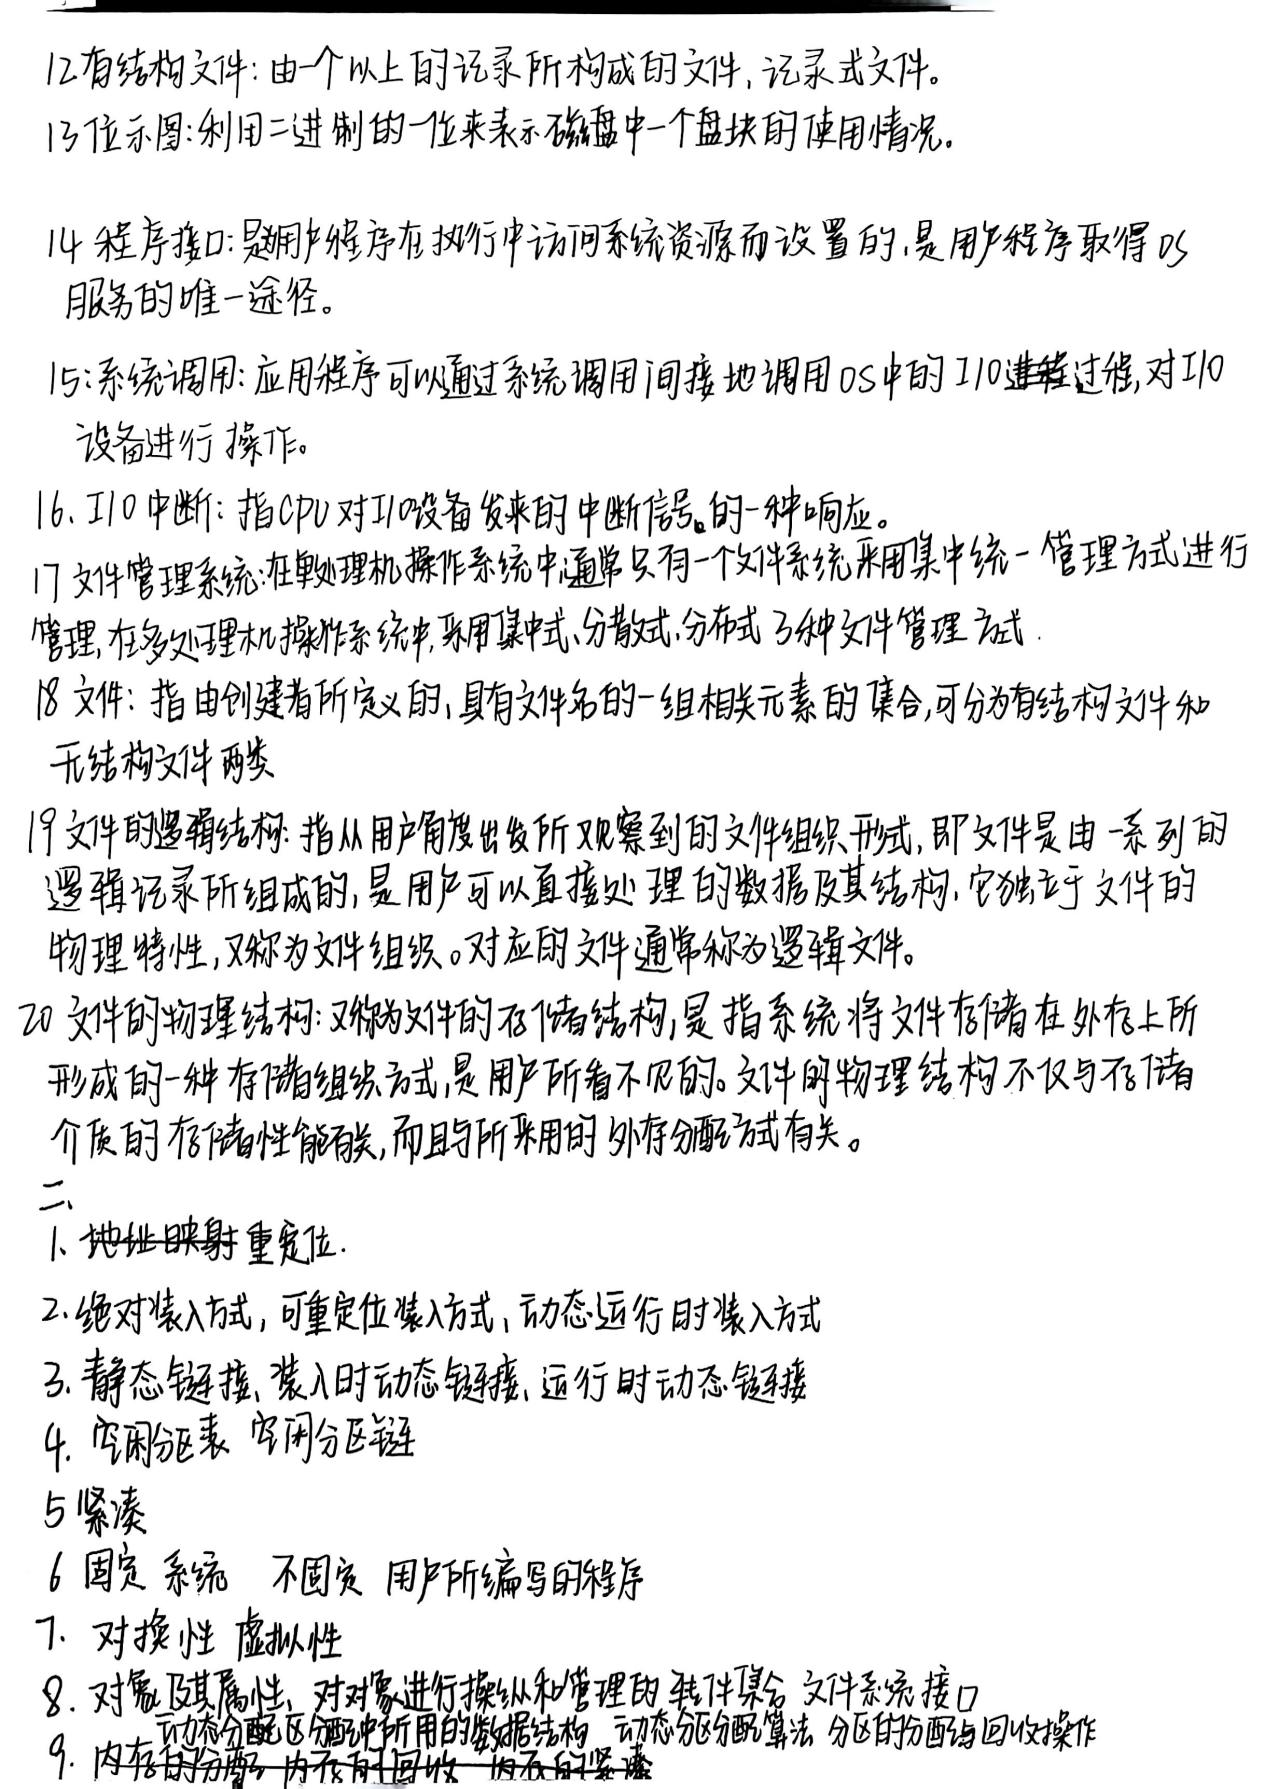 12 有结构文件:由一个以上的记录所构成的文件,记录式文件。
13 位示图:利用二进制的一位来表示磁盘中一个盘块的使用情况。
14 程序接口:是用户程序在执行中访问系统资源而设置的,是用户程序取得OS
服务的唯一途径。
15:系统调用:应用程序可以通过系统调用间接地调用OS中的I/O过程,对I/O
设备进行操作。
16、I/O中断:指CPU对I/O设备发来的中断信号的一种响应。
17 文件管理系统:在单处理机操作系统中,通常只有一个文件系统,采用集中统一管理方式进行
管理,在多处理机操作系统中,采用集中式、分散式、分布式3种文件管理方式.
18 文件:指由创建者所定义的、具有文件名的一组相关元素的集合,可分为有结构文件和
无结构文件两类
19 文件的逻辑结构:指从用户角度出发所观察到的文件组织形式,即文件是由一系列的
逻辑记录所组成的,是用户可以直接处理的数据及其结构,它独立于文件的
物理特性,又称为文件组织。对应的文件通常称为逻辑文件。
20 文件的物理结构:又称为文件的存储结构,是指系统将文件存储在外存上所
形成的一种存储组织方式,是用户所看不见的。文件的物理结构不仅与存储
介质的存储性能有关,而且与所采用的外存分配方式有关。
二、
1、地址映射 重定位.
2.绝对装入方式,可重定位装入方式、动态运行时装入方式
3.静态链接、装入时动态链接、运行时动态链接
4. 空闲分区表 空闲分区链
5 紧凑
6 固定 系统 不固定 用户所编写的程序
7. 对换性 虚拟性
8. 对象及其属性、对对象进行操纵和管理的软件集合 文件系统接口
动态分区分配中所用的数据结构 动态分区分配算法 分区的分配与回收操作
9. 内存的分配 内存的回收 内存的紧凑